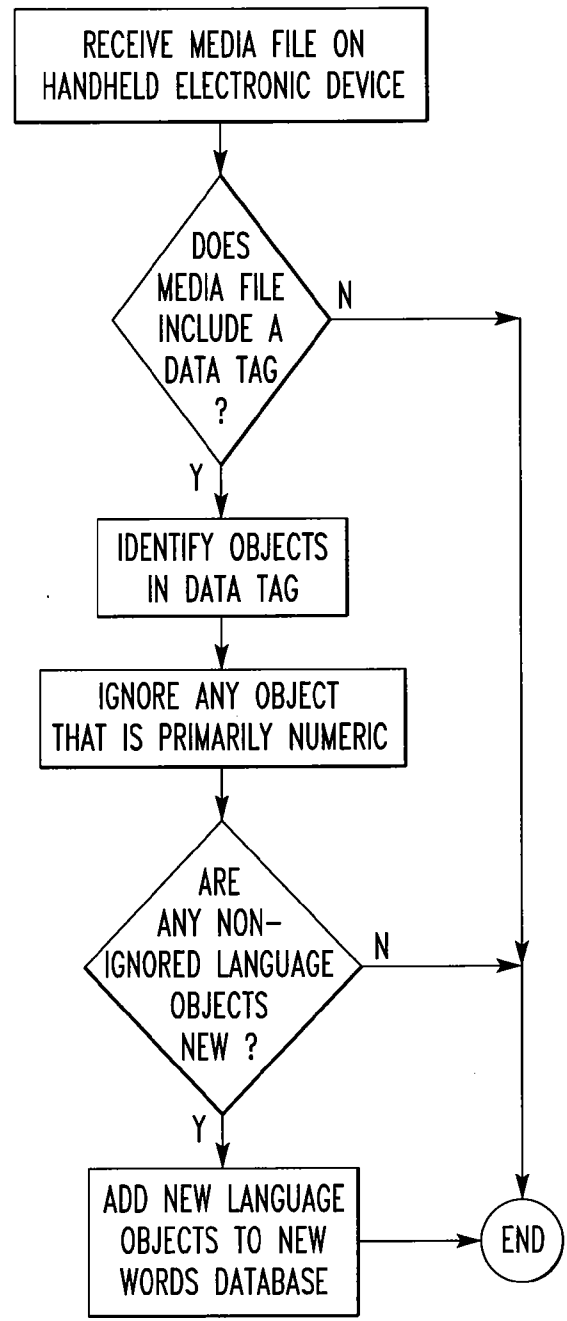 RECEIVE MEDIA FILE ON
HANDHELD ELECTRONIC DEVICE
DOES
MEDIA FILE
INCLUDE A
DATA TAG
?
N
Y
IDENTIFY OBJECTS
IN DATA TAG
IGNORE ANY OBJECT
THAT IS PRIMARILY NUMERIC
ARE
ANY NON-
IGNORED LANGUAGE
OBJECTS
NEW ?
N
Y
ADD NEW LANGUAGE
OBJECTS TO NEW
WORDS DATABASE
END